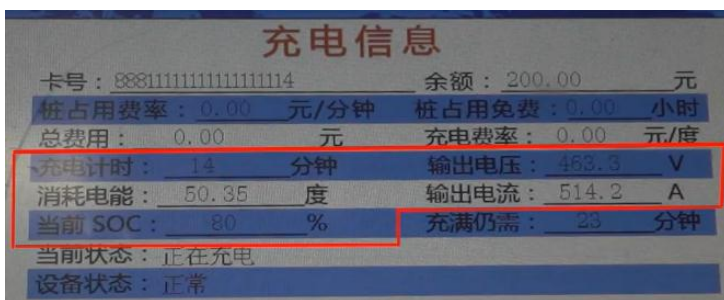 充电信息
卡号：88811111111111111114 余额：200.00 元
桩占用费率：0.00 元/分钟 桩占用免费：0.00 小时
总费用：0.00 元 充电费率：0.00 元/度
充电计时：14 分钟 输出电压：463.3 V
消耗电能：50.35 度 输出电流：514.2 A
当前 SOC：80 % 充满仍需：23 分钟
当前状态：正在充电
设备状态：正常